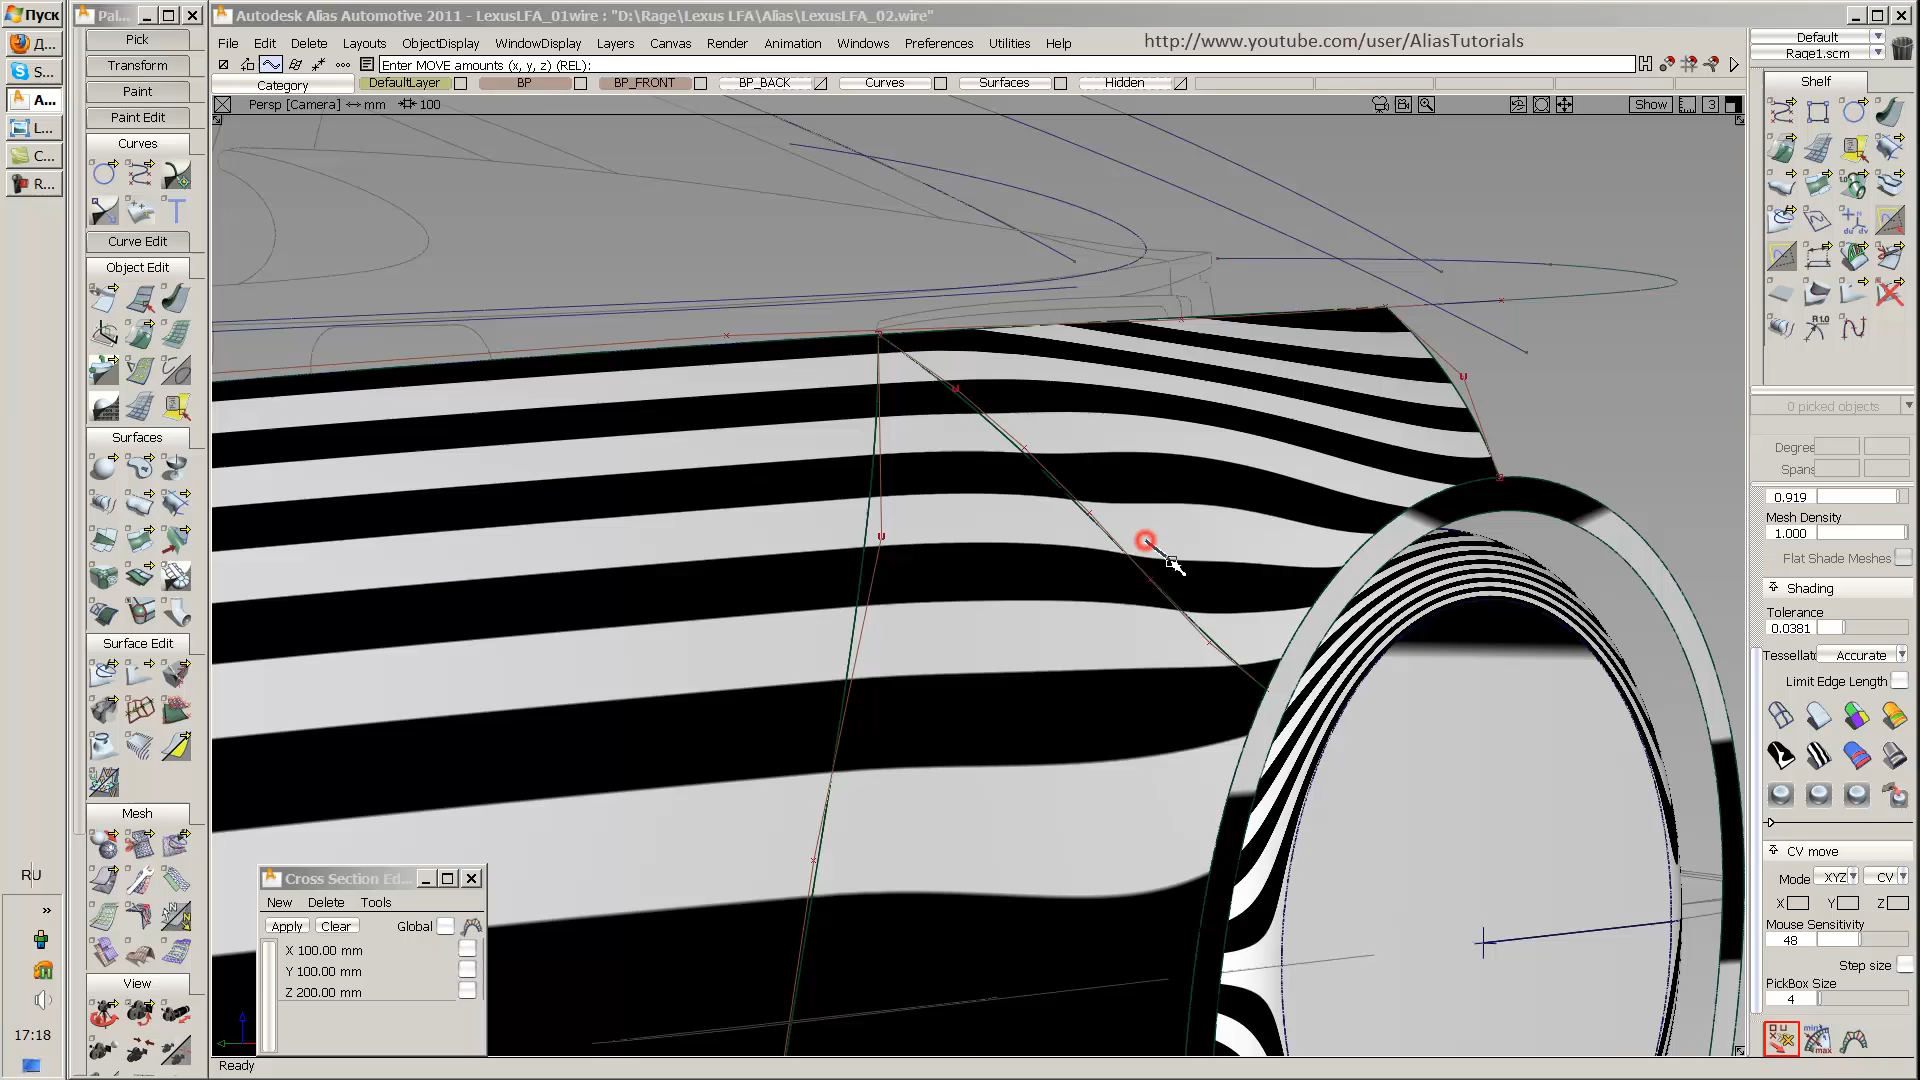 Пуск
Pal...
Autodesk Alias Automotive 2011 - LexusLFA_01wire : "D:\Rage\Lexus LFA\Alias\LexusLFA_02.wire"
File Edit Delete Layouts ObjectDisplay WindowDisplay Layers Canvas Render Animation Windows Preferences Utilities Help
http://www.youtube.com/user/AliasTutorials
Enter MOVE amounts (x, y, z) (REL):
Category DefaultLayer BP BP_FRONT BP_BACK Curves Surfaces Hidden
Persp [Camera] mm 100
Show
3
Д...
S...
A...
L...
C...
R...
RU
»
17:18
Pick
Transform
Paint
Paint Edit
Curves
Curve Edit
Object Edit
Surfaces
Surface Edit
Mesh
View
Cross Section Ed...
New Delete Tools
Apply Clear Global
X 100.00 mm
Y 100.00 mm
Z 200.00 mm
Ready
Default
Rage1.scm
Shelf
0 picked objects
Degree
Spans
0.919
Mesh Density
1.000
Flat Shade Meshes
Shading
Tolerance
0.0381
Tessellat Accurate
Limit Edge Length
CV move
Mode XYZ CV
X Y Z
Mouse Sensitivity
48
Step size
PickBox Size
4